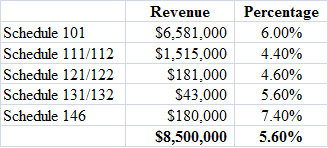 Revenue Percentage
Schedule 101 $6,581,000 6.00%
Schedule 111/112 $1,515,000 4.40%
Schedule 121/122 $181,000 4.60%
Schedule 131/132 $43,000 5.60%
Schedule 146 $180,000 7.40%
$8,500,000 5.60%